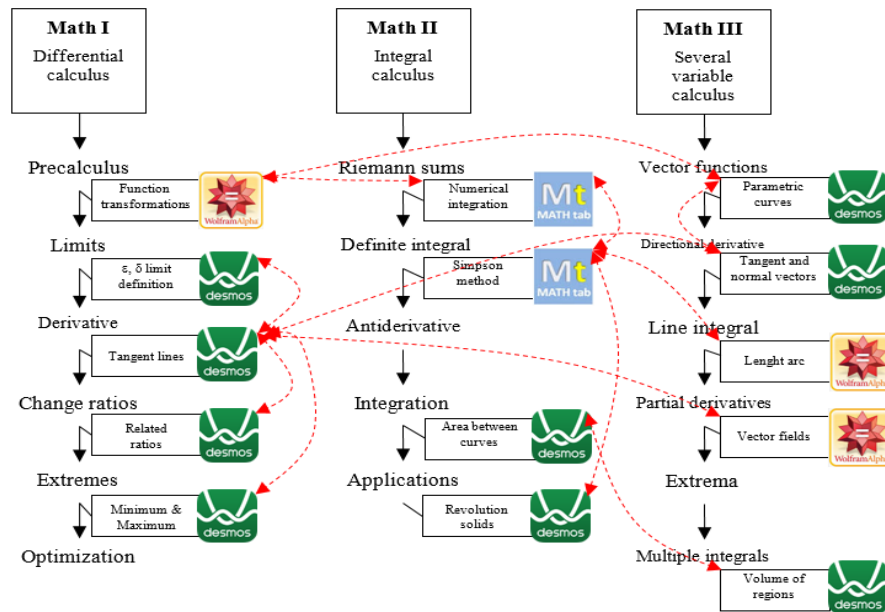 Math I
Differential
calculus
Precalculus
Function
transformations
WolframAlpha
Limits
ε, δ limit
definition
desmos
Derivative
Tangent lines
desmos
Change ratios
Related
ratios
desmos
Extremes
Minimum &
Maximum
desmos
Optimization
Math II
Integral
calculus
Riemann sums
Numerical
integration
Mt
MATH tab
Definite integral
Simpson
method
Mt
MATH tab
Antiderivative
Integration
Area between
curves
desmos
Applications
Revolution
solids
desmos
Math III
Several
variable
calculus
Vector functions
Parametric
curves
desmos
Directional derivative
Tangent and
normal vectors
desmos
Line integral
Lenght arc
WolframAlpha
Partial derivatives
Vector fields
WolframAlpha
Extrema
Multiple integrals
Volume of
regions
desmos